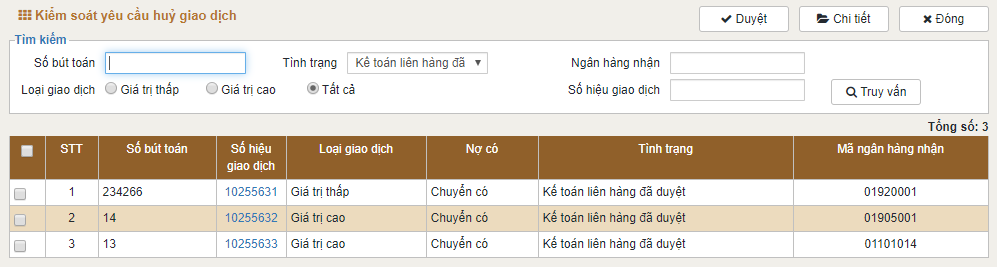 Kiểm soát yêu cầu huỷ giao dịch
Duyệt Chi tiết Đóng
Tìm kiếm
Số bút toán Tình trạng Kế toán liên hàng đã Ngân hàng nhận
Loại giao dịch Giá trị thấp Giá trị cao Tất cả Số hiệu giao dịch Truy vấn
Tổng số: 3
STT Số bút toán Số hiệu giao dịch Loại giao dịch Nợ có Tình trạng Mã ngân hàng nhận
1 234266 10255631 Giá trị thấp Chuyển có Kế toán liên hàng đã duyệt 01920001
2 14 10255632 Giá trị cao Chuyển có Kế toán liên hàng đã duyệt 01905001
3 13 10255633 Giá trị cao Chuyển có Kế toán liên hàng đã duyệt 01101014